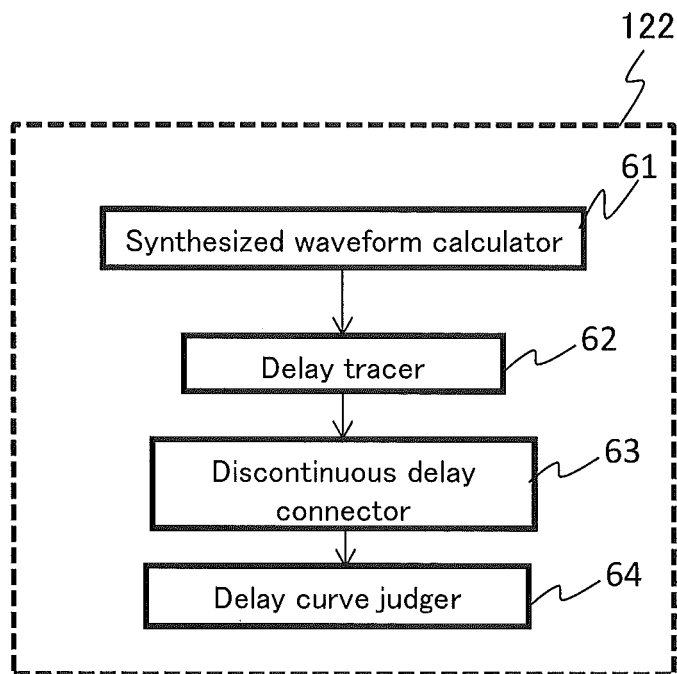 122
61
Synthesized waveform calculator
62
Delay tracer
63
Discontinuous delay
connector
64
Delay curve judger